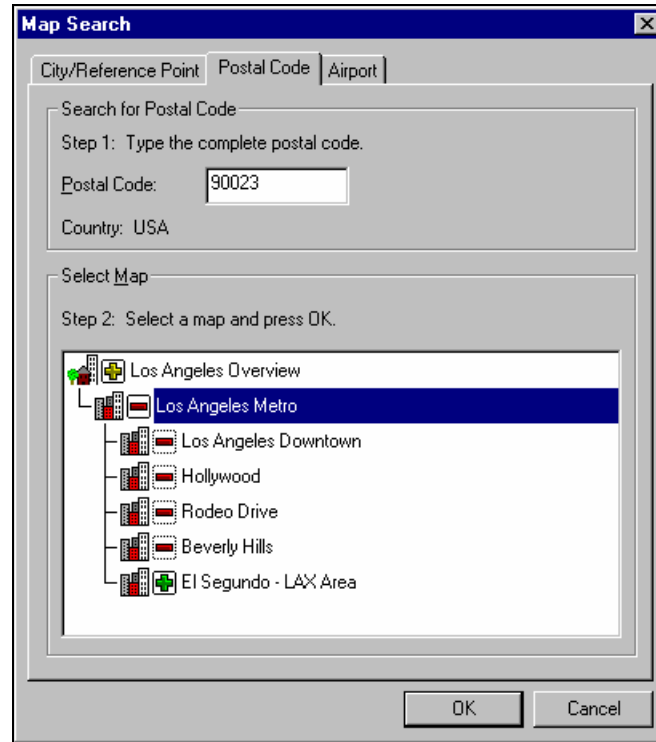 Map Search
City/Reference Point Postal Code Airport
Search for Postal Code
Step 1: Type the complete postal code.
Postal Code: 90023
Country: USA
Select Map
Step 2: Select a map and press OK.
Los Angeles Overview
Los Angeles Metro
Los Angeles Downtown
Hollywood
Rodeo Drive
Beverly Hills
El Segundo - LAX Area
OK Cancel